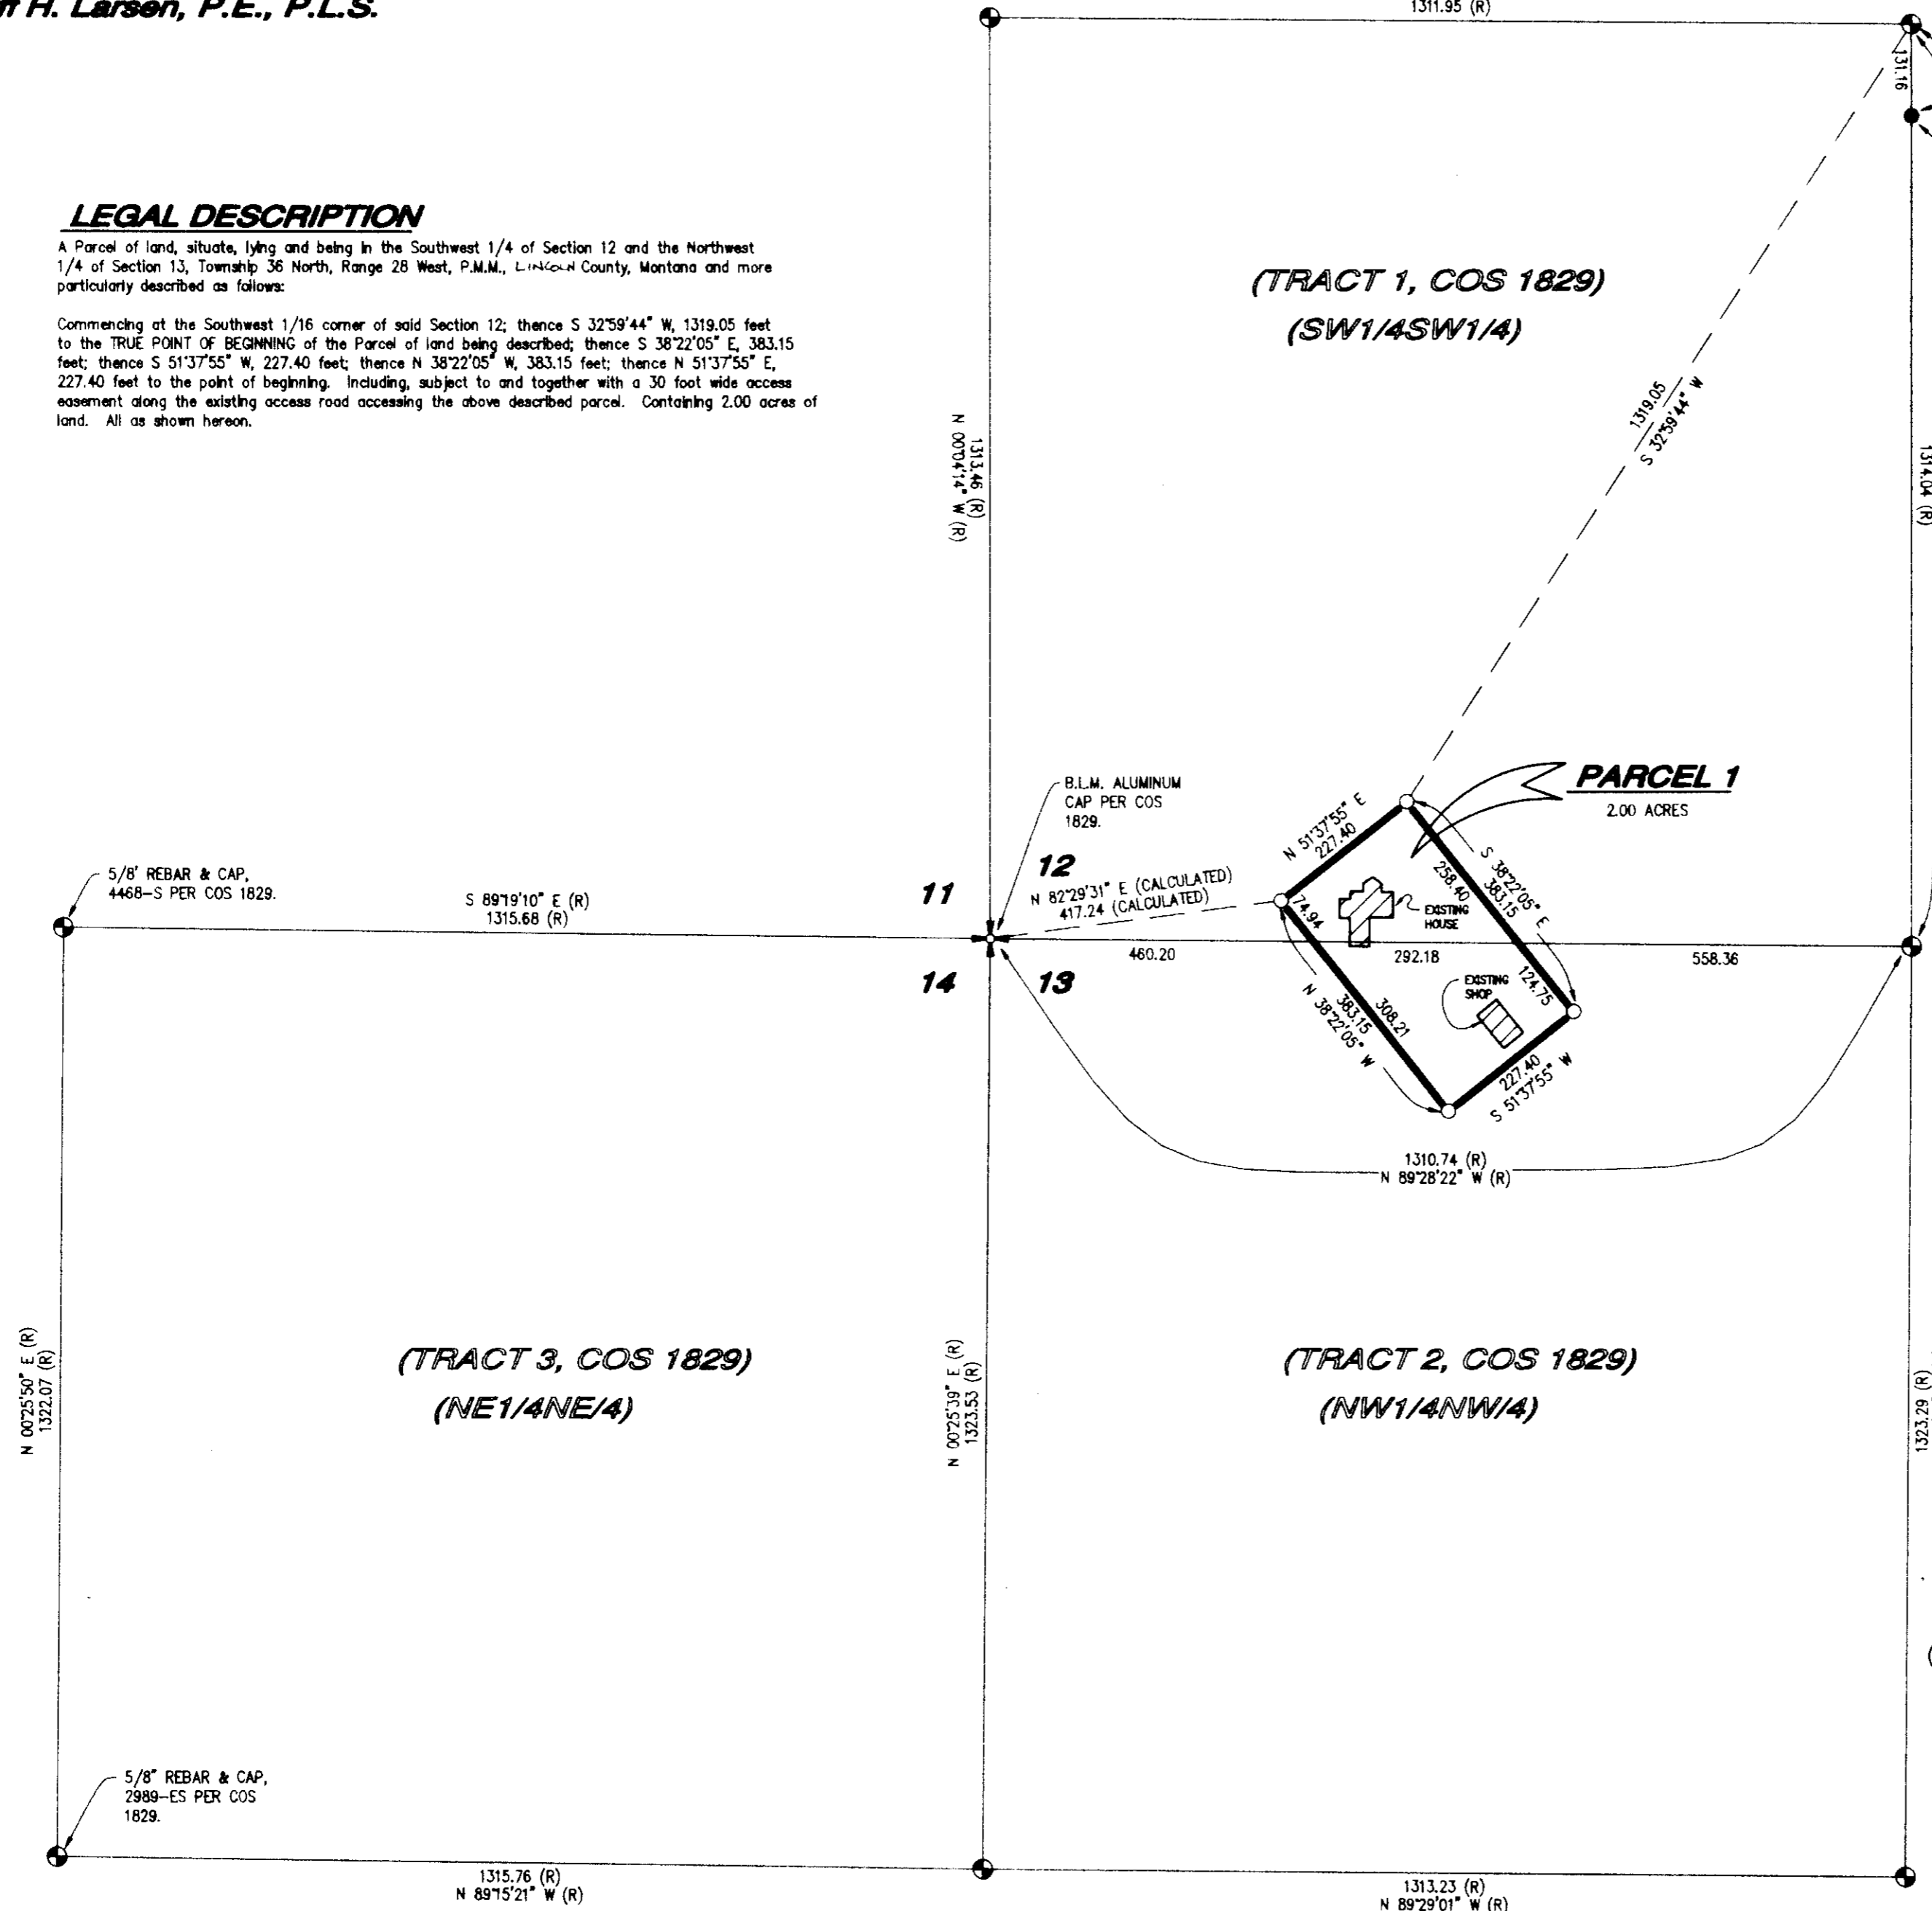 H. Larsen, P.E., P.L.S.
1311.95 (R)
131.16
LEGAL DESCRIPTION
A Parcel of land, situate, lying and being in the Southwest 1/4 of Section 12 and the Northwest
1/4 of Section 13, Township 36 North, Range 28 West, P.M.M., LINCOLN County, Montana and more
particularly described as follows:
Commencing at the Southwest 1/16 corner of said Section 12; thence S 32°59'44" W, 1319.05 feet
to the TRUE POINT OF BEGINNING of the Parcel of land being described; thence S 38°22'05" E, 383.15
feet; thence S 51°37'55" W, 227.40 feet; thence N 38°22'05" W, 383.15 feet; thence N 51°37'55" E,
227.40 feet to the point of beginning. Including, subject to and together with a 30 foot wide access
easement along the existing access road accessing the above described parcel. Containing 2.00 acres of
land. All as shown hereon.
(TRACT 1, COS 1829)
(SW1/4SW1/4)
1319.05
S 32°59'44" W
1313.46 (R)
N 00°04'14" W (R)
1314.04 (R)
B.L.M. ALUMINUM
CAP PER COS
1829.
PARCEL 1
2.00 ACRES
N 51°37'55" E
227.40
S 38°22'05" E
383.15
258.40
5/8' REBAR & CAP,
4468-S PER COS 1829.
S 89°19'10" E (R)
1315.68 (R)
11
12
N 82°29'31" E (CALCULATED)
417.24 (CALCULATED)
74.94
EXISTING
HOUSE
460.20
292.18
558.36
14
13
EXISTING
SHOP
124.75
308.21
383.15
N 38°22'05" W
227.40
S 51°37'55" W
1310.74 (R)
N 89°28'22" W (R)
N 00°25'50" E (R)
1322.07 (R)
(TRACT 3, COS 1829)
(NE1/4NE/4)
N 00°25'39" E (R)
1323.53 (R)
(TRACT 2, COS 1829)
(NW1/4NW/4)
1323.29 (R)
5/8" REBAR & CAP,
2989-ES PER COS
1829.
1315.76 (R)
N 89°15'21" W (R)
1313.23 (R)
N 89°29'01" W (R)